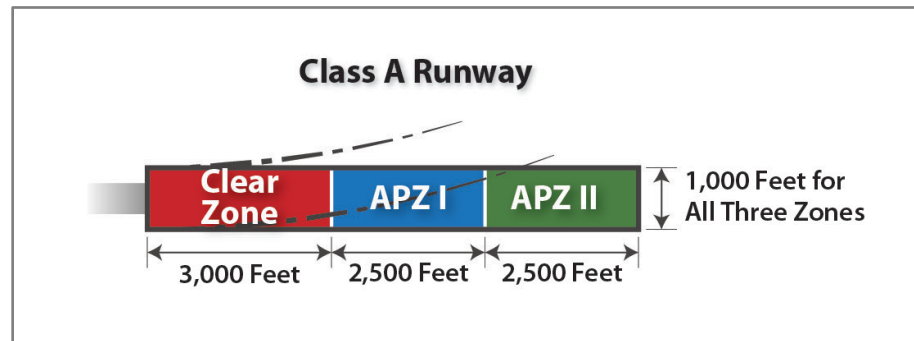 Class A Runway
Clear
Zone
APZ I
APZ II
1,000 Feet for
All Three Zones
3,000 Feet
2,500 Feet
2,500 Feet